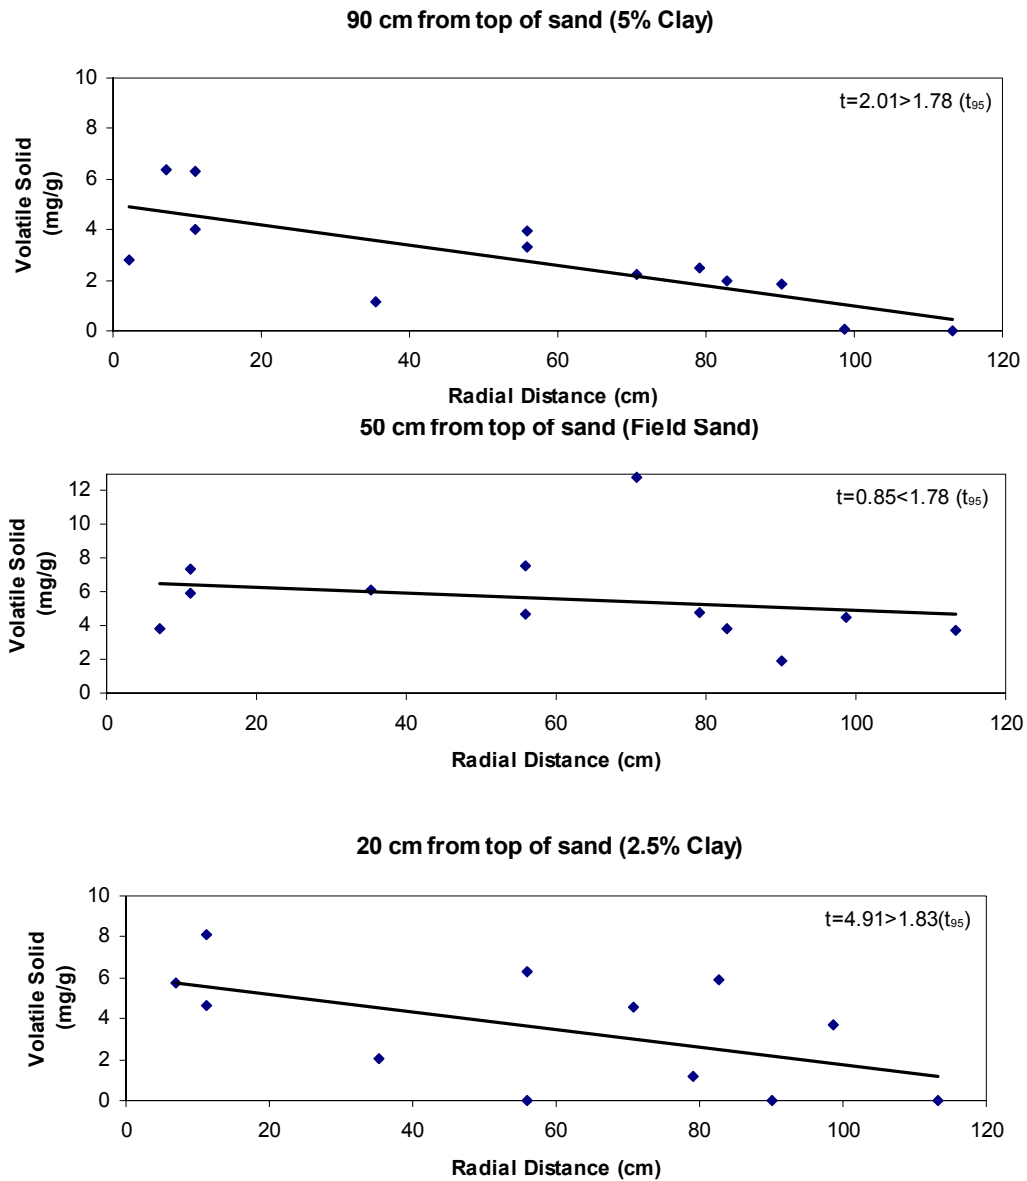 90 cm from top of sand (5% Clay)
t=2.01>1.78 (t95)
Volatile Solid
(mg/g)
10
8
6
4
2
0
0 20 40 60 80 100 120
Radial Distance (cm)
50 cm from top of sand (Field Sand)
t=0.85<1.78 (t95)
Volatile Solid
(mg/g)
12
10
8
6
4
2
0
0 20 40 60 80 100 120
Radial Distance (cm)
20 cm from top of sand (2.5% Clay)
t=4.91>1.83(t95)
Volatile Solid
(mg/g)
10
8
6
4
2
0
0 20 40 60 80 100 120
Radial Distance (cm)